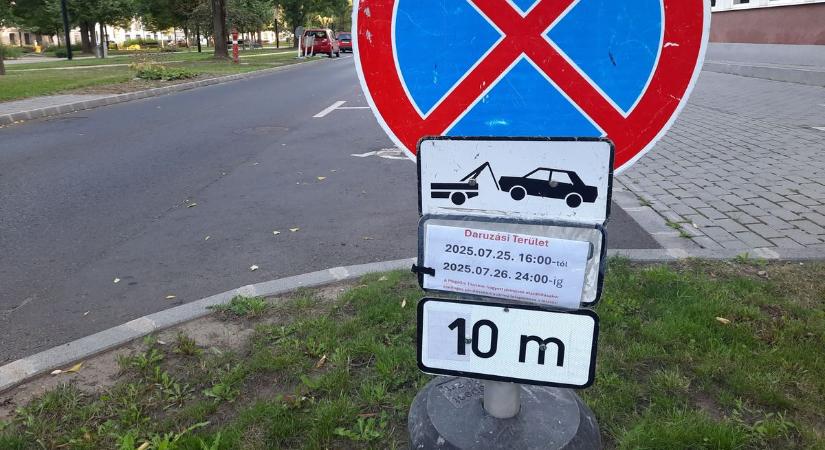 Daruzási Terület
2025.07.25. 16:00-tól
2025.07.26. 24:00-ig
10 m